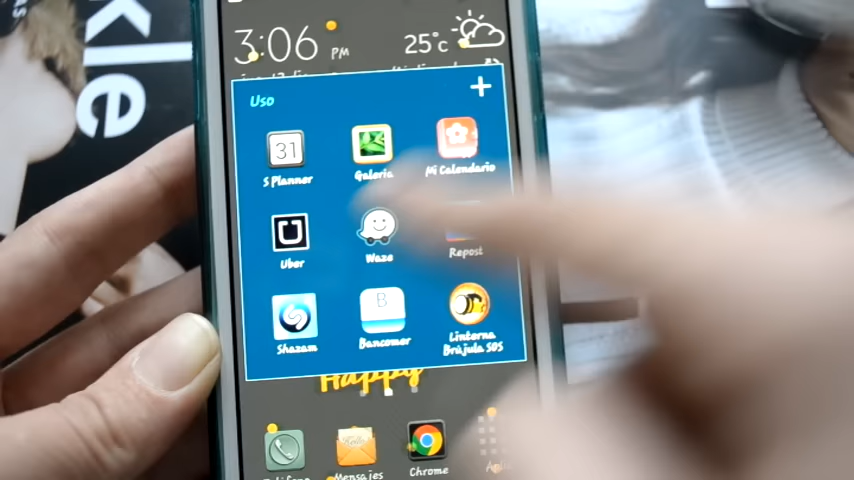 kle
3:06 PM
25°c
Uso
+
31
S Planner
Galería
Mi Calendario
U
Uber
Waze
Repost
Shazam
B
Bancomer
Linterna
Brújula SOS
Happy
Mensajes
Chrome